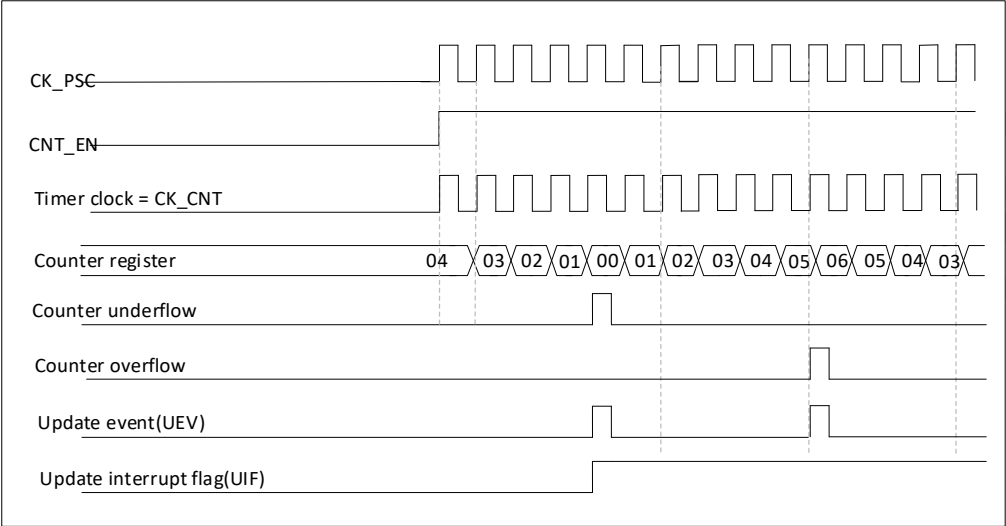 CK_PSC
CNT_EN
Timer clock = CK_CNT
Counter register 04 03 02 01 00 01 02 03 04 05 06 05 04 03
Counter underflow
Counter overflow
Update event(UEV)
Update interrupt flag(UIF)